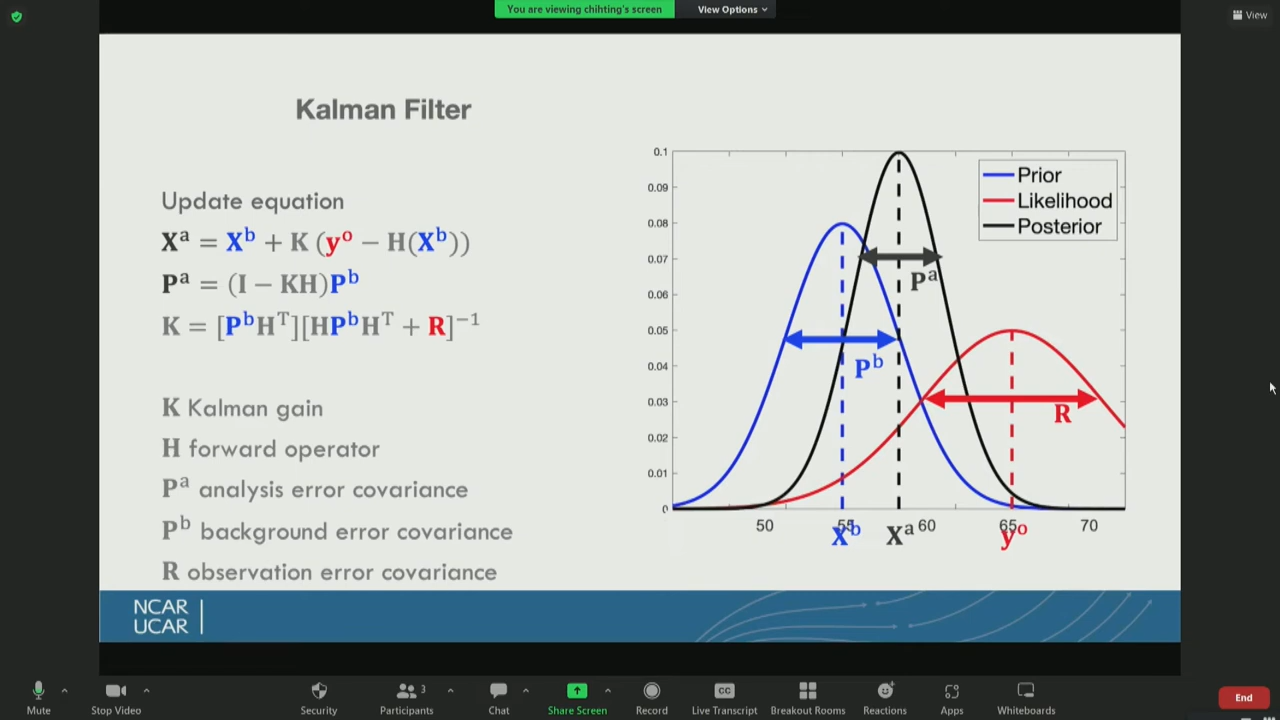 You are viewing chihting's screen
View Options
View
Kalman Filter
Update equation
Xᵃ = Xᵇ + K (yᵒ − H(Xᵇ))
Pᵃ = (I − KH)Pᵇ
K = [PᵇHᵀ][HPᵇHᵀ + R]⁻¹
K Kalman gain
H forward operator
Pᵃ analysis error covariance
Pᵇ background error covariance
R observation error covariance
0.1
0.09
0.08
0.07
0.06
0.05
0.04
0.03
0.02
0.01
0
Prior
Likelihood
Posterior
Pᵃ
Pᵇ
R
50 55 60 65 70
Xᵇ Xᵃ yᵒ
NCAR
UCAR
Mute
Stop Video
Security
3
Participants
Chat
Share Screen
Record
CC
Live Transcript
Breakout Rooms
Reactions
Apps
Whiteboards
End